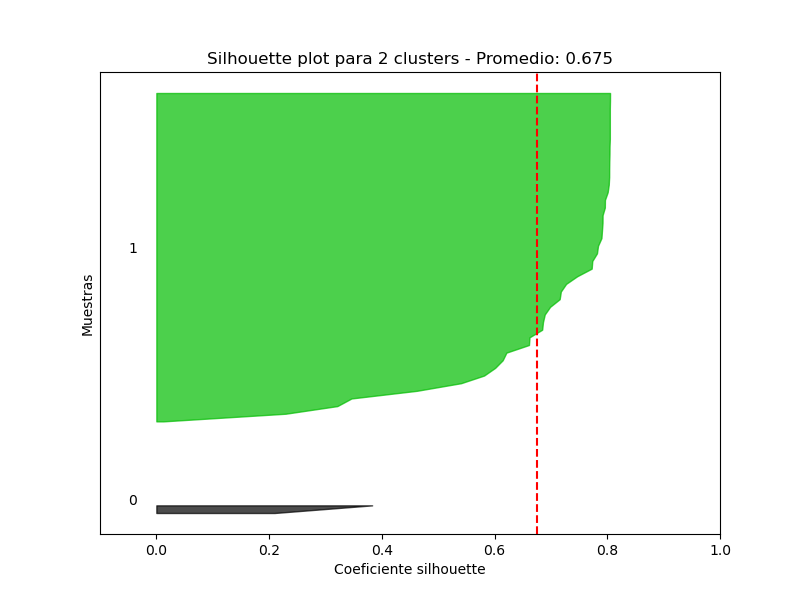 Silhouette plot para 2 clusters - Promedio: 0.675
Muestras
1
0
0.0 0.2 0.4 0.6 0.8 1.0
Coeficiente silhouette